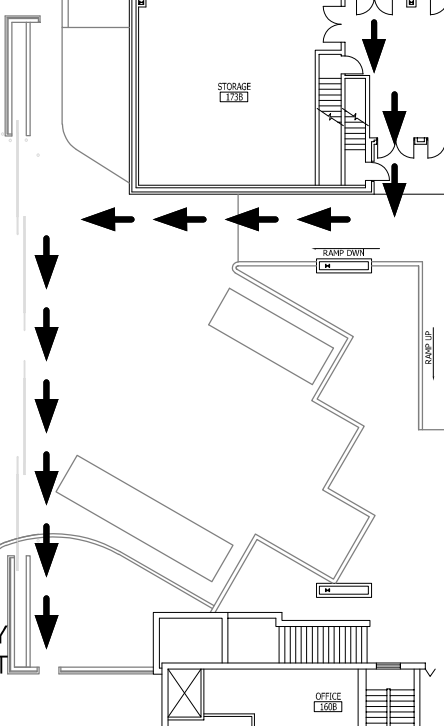 STORAGE
173B
RAMP DWN
RAMP UP
OFFICE
160B